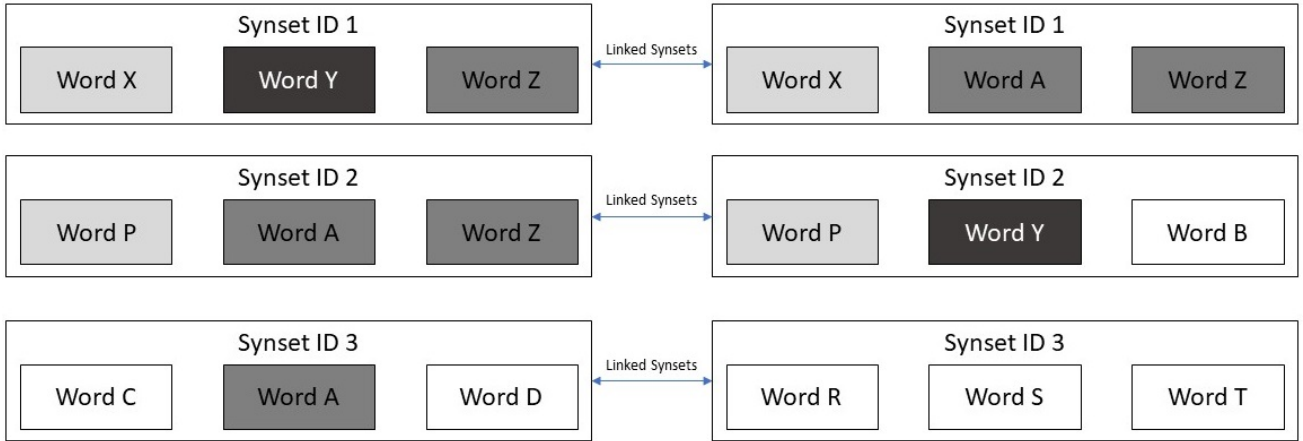 Synset ID 1
Word X Word Y Word Z
Linked Synsets
Synset ID 1
Word X Word A Word Z
Synset ID 2
Word P Word A Word Z
Linked Synsets
Synset ID 2
Word P Word Y Word B
Synset ID 3
Word C Word A Word D
Linked Synsets
Synset ID 3
Word R Word S Word T